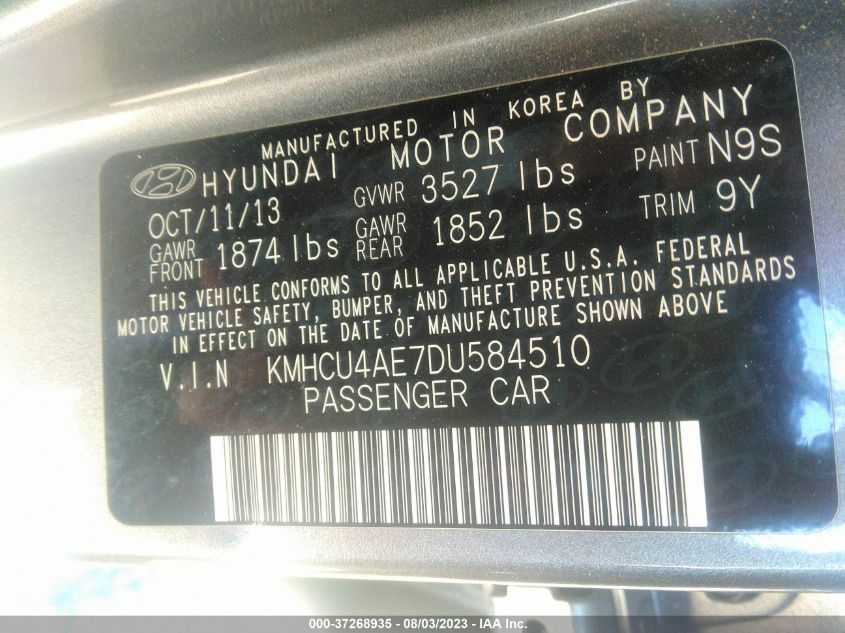 MANUFACTURED IN KOREA BY
HYUNDAI MOTOR COMPANY
OCT/11/13 GVWR 3527 lbs PAINT N9S
GAWR FRONT 1874 lbs GAWR REAR 1852 lbs TRIM 9Y
THIS VEHICLE CONFORMS TO ALL APPLICABLE U.S.A. FEDERAL
MOTOR VEHICLE SAFETY, BUMPER, AND THEFT PREVENTION STANDARDS
IN EFFECT ON THE DATE OF MANUFACTURE SHOWN ABOVE
V.I.N KMHCU4AE7DU584510
PASSENGER CAR
000-37268935 - 08/03/2023 - IAA Inc.